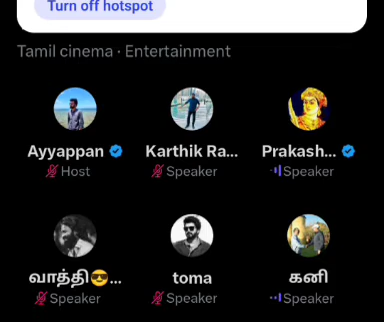 Turn off hotspot
Tamil cinema · Entertainment
Ayyappan Karthik Ra... Prakash...
Host Speaker Speaker
வாத்தி😎... toma கனி
Speaker Speaker Speaker